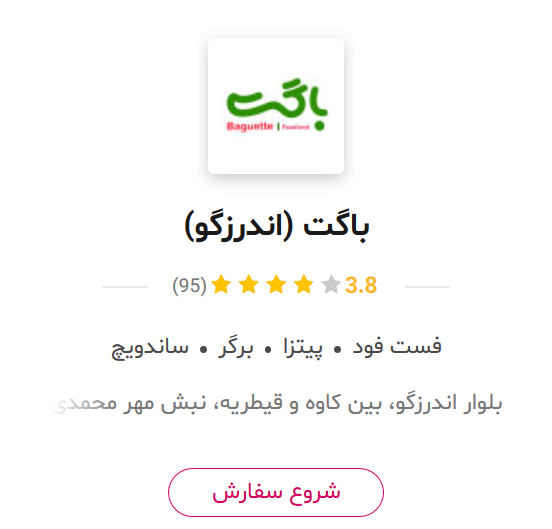 باگت
Baguette | Foodland
باگت (اندرزگو)
3.8 (95)
فست فود • پیتزا • برگر • ساندویچ
بلوار اندرزگو، بین کاوه و قیطریه، نبش مهر محمدی
شروع سفارش